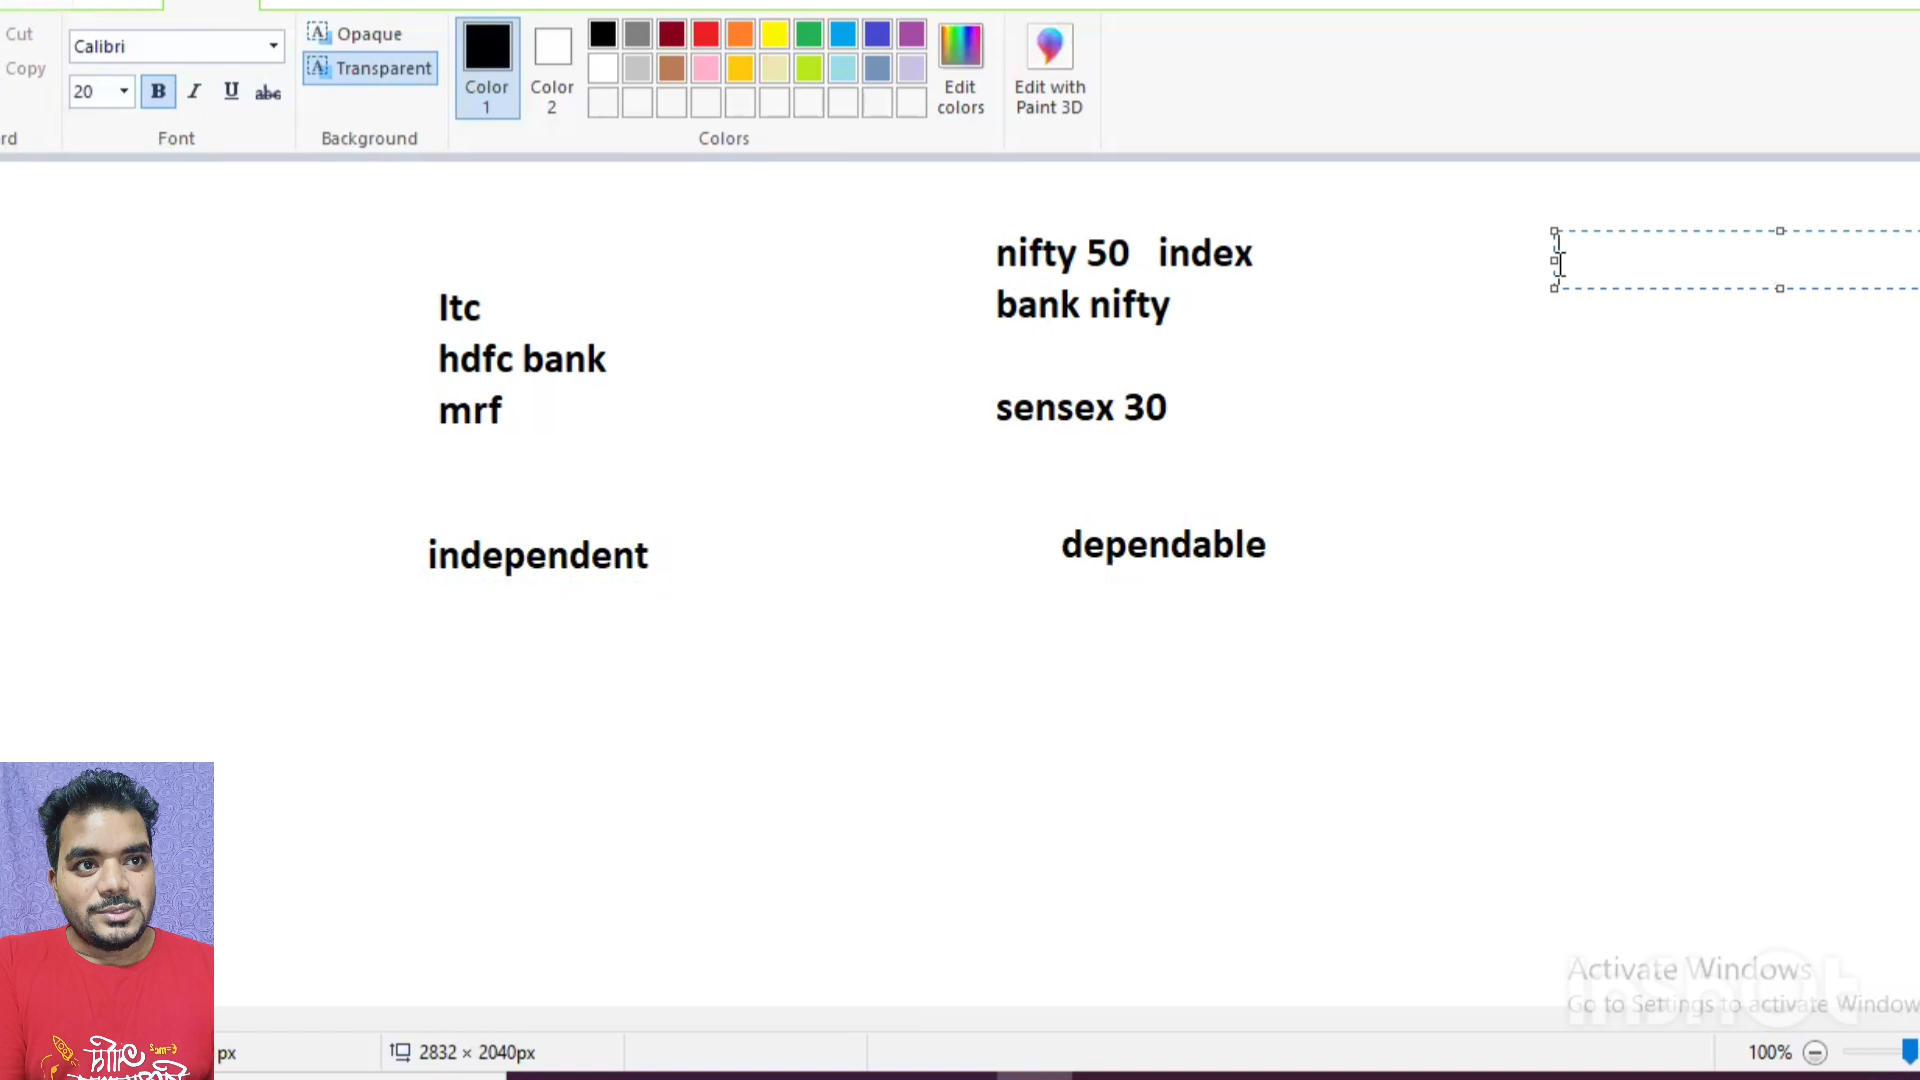 Cut
Copy
Calibri
20
B I U abc
Font
Opaque
Transparent
Background
Color 1
Color 2
Colors
Edit colors
Edit with Paint 3D
nifty 50 index
bank nifty
sensex 30
Itc
hdfc bank
mrf
independent
dependable
Activate Windows
Go to Settings to activate Window
InShOt
px
2832 × 2040px
100%